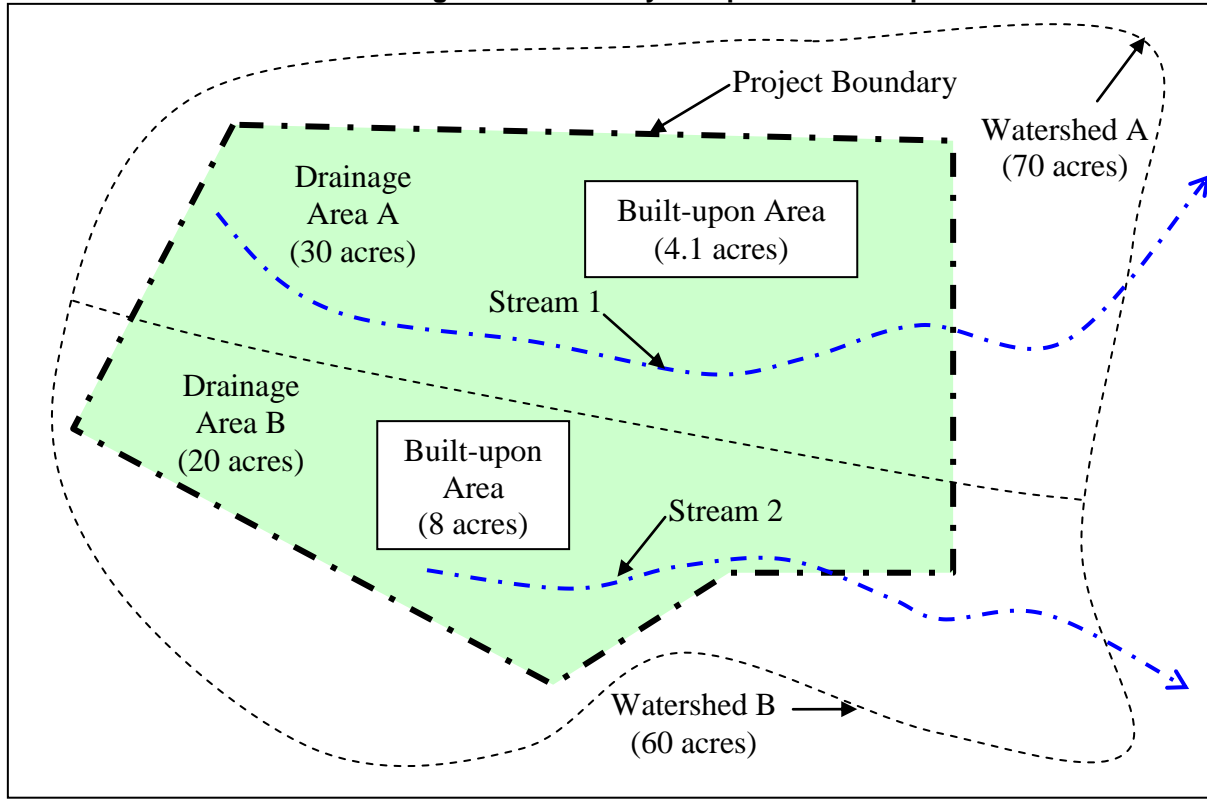 Project Boundary
Watershed A
(70 acres)
Drainage
Area A
(30 acres)
Built-upon Area
(4.1 acres)
Stream 1
Drainage
Area B
(20 acres)
Built-upon
Area
(8 acres)
Stream 2
Watershed B
(60 acres)